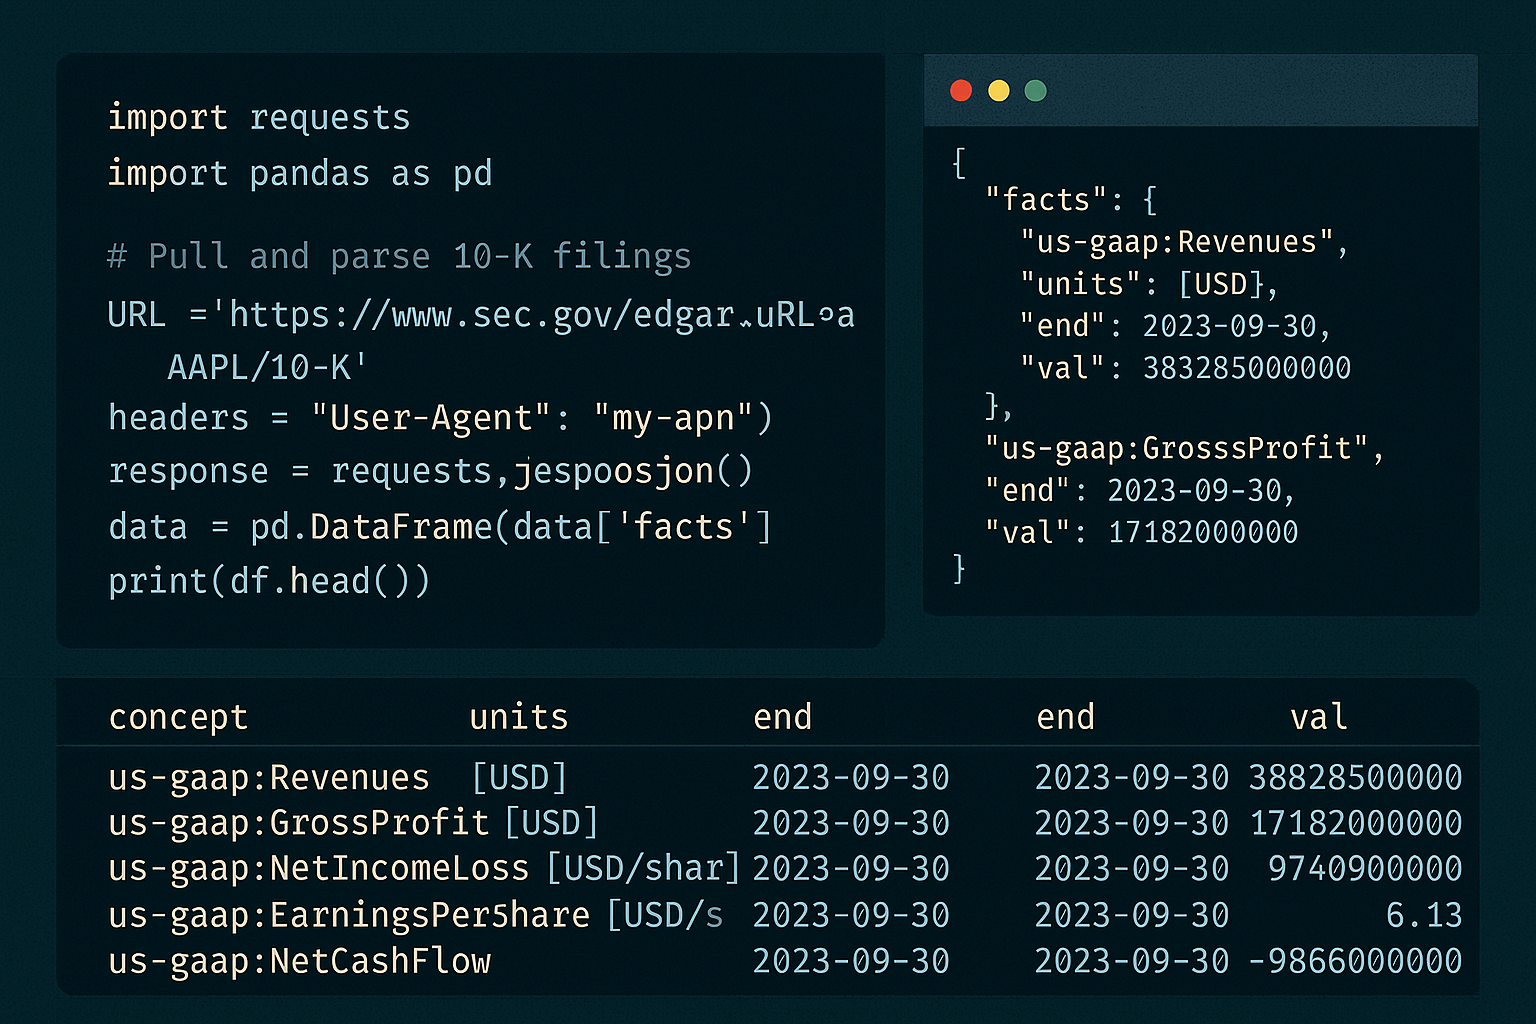 import requests
import pandas as pd
# Pull and parse 10-K filings
URL ='https://www.sec.gov/edgar
AAPL/10-K'
headers = "User-Agent": "my-apn")
response = requests,jespoosjon()
data = pd.DataFrame(data['facts']
print(df.head())
{
"facts": {
"us-gaap:Revenues",
"units": [USD},
"end": 2023-09-30,
"val": 383285000000
},
"us-gaap:GrosssProfit",
"end": 2023-09-30,
"val": 17182000000
}
concept units end end val
us-gaap:Revenues [USD] 2023-09-30 2023-09-30 38828500000
us-gaap:GrossProfit [USD] 2023-09-30 2023-09-30 17182000000
us-gaap:NetIncomeLoss [USD/shar] 2023-09-30 2023-09-30 9740900000
us-gaap:EarningsPer5hare [USD/s 2023-09-30 2023-09-30 6.13
us-gaap:NetCashFlow 2023-09-30 2023-09-30 -9866000000